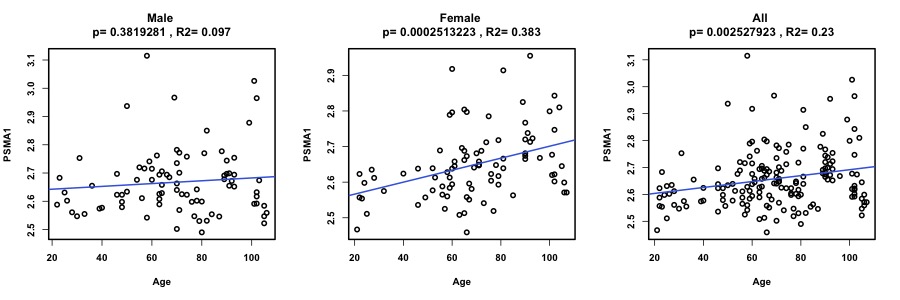 Male
p= 0.3819281 , R2= 0.097
PSMA1
3.1
3.0
2.9
2.8
2.7
2.6
2.5
20 40 60 80 100
Age
Female
p= 0.0002513223 , R2= 0.383
PSMA1
2.9
2.8
2.7
2.6
2.5
20 40 60 80 100
Age
All
p= 0.002527923 , R2= 0.23
PSMA1
3.1
3.0
2.9
2.8
2.7
2.6
2.5
20 40 60 80 100
Age